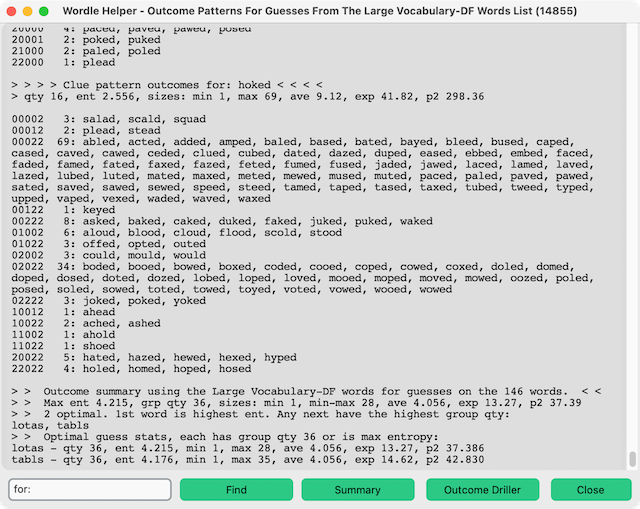 Wordle Helper - Outcome Patterns For Guesses From The Large Vocabulary-DF Words List (14855)
20000   4: paced, paved, pawed, posed
20001   2: poked, puked
21000   2: paled, poled
22000   1: plead
> > > > Clue pattern outcomes for: hoked < < < <
> qty 16, ent 2.556, sizes: min 1, max 69, ave 9.12, exp 41.82, p2 298.36
00002   3: salad, scald, squad
00012   2: plead, stead
00022  69: abled, acted, added, amped, baled, based, bated, bayed, bleed, bused, caped,
cased, caved, cawed, ceded, clued, cubed, dated, dazed, duped, eased, ebbed, embed, faced,
faded, famed, fated, faxed, fazed, feted, fumed, fused, jaded, jawed, laced, lamed, laved,
lazed, lubed, luted, mated, maxed, meted, mewed, mused, muted, paced, paled, paved, pawed,
sated, saved, sawed, sewed, speed, steed, tamed, taped, tased, taxed, tubed, tweed, typed,
upped, vaped, vexed, waded, waved, waxed
00122   1: keyed
00222   8: asked, baked, caked, duked, faked, juked, puked, waked
01002   6: aloud, blood, cloud, flood, scold, stood
01022   3: offed, opted, outed
02002   3: could, mould, would
02022  34: boded, booed, bowed, boxed, coded, cooed, coped, cowed, coxed, doled, domed,
doped, dosed, doted, dozed, lobed, loped, loved, mooed, moped, moved, mowed, oozed, poled,
posed, soled, sowed, toted, towed, toyed, voted, vowed, wooed, wowed
02222   3: joked, poked, yoked
10012   1: ahead
10022   2: ached, ashed
11002   1: ahold
11022   1: shoed
20022   5: hated, hazed, hewed, hexed, hyped
22022   4: holed, homed, hoped, hosed
> >  Outcome summary using the Large Vocabulary-DF words for guesses on the 146 words.  < <
> >  Max ent 4.215, grp qty 36, sizes: min 1, min-max 28, ave 4.056, exp 13.27, p2 37.39
> >  2 optimal. 1st word is highest ent. Any next have the highest group qty:
lotas, tabls
> >  Optimal guess stats, each has group qty 36 or is max entropy:
lotas - qty 36, ent 4.215, min 1, max 28, ave 4.056, exp 13.27, p2 37.386
tabls - qty 36, ent 4.176, min 1, max 35, ave 4.056, exp 14.62, p2 42.830
for:
Find
Summary
Outcome Driller
Close